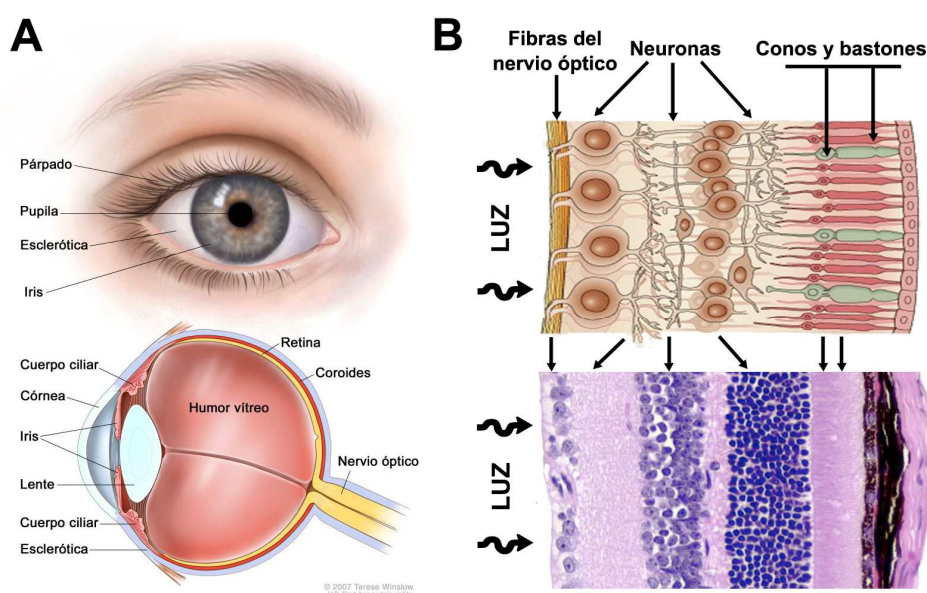 A
Párpado
Pupila
Esclerótica
Iris
Cuerpo ciliar
Córnea
Iris
Lente
Cuerpo ciliar
Esclerótica
Retina
Coroides
Humor vítreo
Nervio óptico
© 2007 Terese Winslow
B
Fibras del
nervio óptico
Neuronas
Conos y bastones
LUZ
LUZ